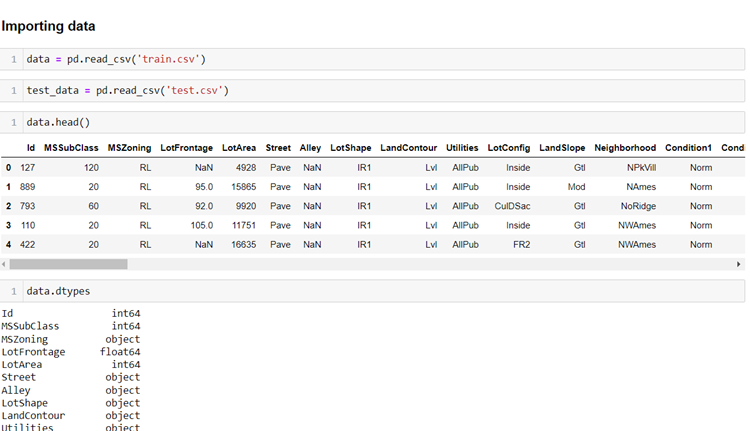 Importing data
1 data = pd.read_csv('train.csv')
1 test_data = pd.read_csv('test.csv')
1 data.head()
Id MSSubClass MSZoning LotFrontage LotArea Street Alley LotShape LandContour Utilities LotConfig LandSlope Neighborhood Condition1 Cond
0 127 120 RL NaN 4928 Pave NaN IR1 Lvl AllPub Inside Gtl NPkVill Norm
1 889 20 RL 95.0 15865 Pave NaN IR1 Lvl AllPub Inside Mod NAmes Norm
2 793 60 RL 92.0 9920 Pave NaN IR1 Lvl AllPub CulDSac Gtl NoRidge Norm
3 110 20 RL 105.0 11751 Pave NaN IR1 Lvl AllPub Inside Gtl NWAmes Norm
4 422 20 RL NaN 16635 Pave NaN IR1 Lvl AllPub FR2 Gtl NWAmes Norm
1 data.dtypes
Id int64
MSSubClass int64
MSZoning object
LotFrontage float64
LotArea int64
Street object
Alley object
LotShape object
LandContour object
Utilities object